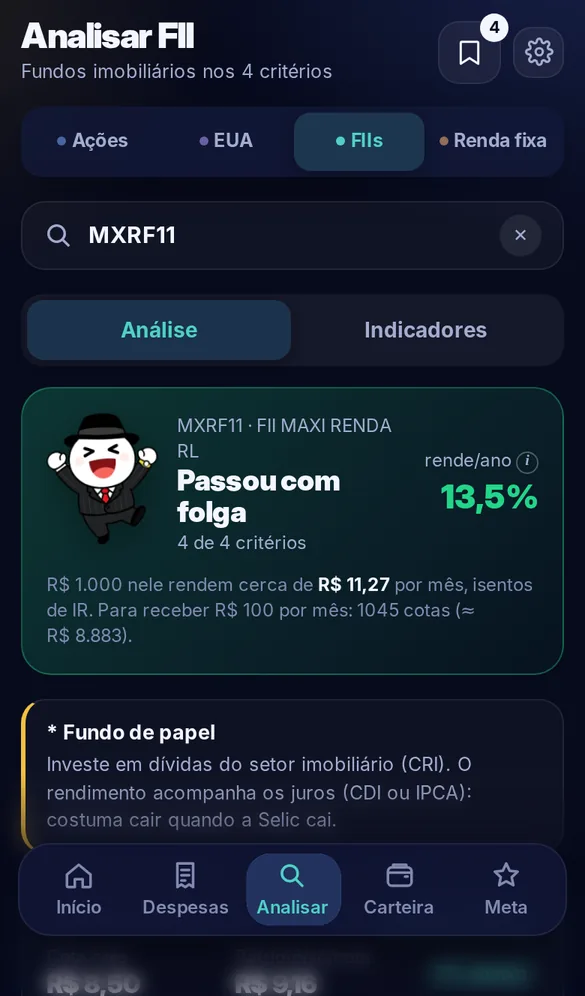 Analisar FII
4
Fundos imobiliários nos 4 critérios
Ações
EUA
FIIs
Renda fixa
MXRF11
Análise
Indicadores
MXRF11 · FII MAXI RENDA
RL
Passou com
folga
4 de 4 critérios
rende/ano i
13,5%
R$ 1.000 nele rendem cerca de R$ 11,27 por mês, isentos
de IR. Para receber R$ 100 por mês: 1045 cotas (≈
R$ 8.883).
* Fundo de papel
Investe em dívidas do setor imobiliário (CRI). O
rendimento acompanha os juros (CDI ou IPCA):
costuma cair quando a Selic cai.
Início
Despesas
Analisar
Carteira
Meta
R$ 8,50
R$ 9,16